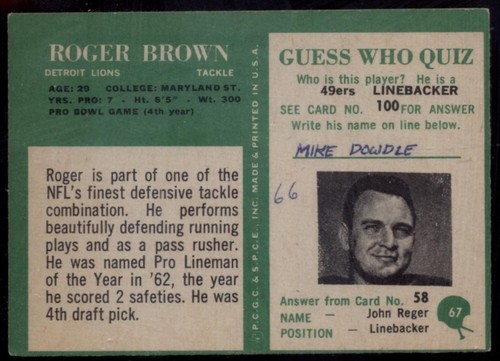 ROGER BROWN
DETROIT LIONS TACKLE
AGE: 29 COLLEGE: MARYLAND ST.
YRS. PRO: 7 - Ht. 6'5" - Wt. 300
PRO BOWL GAME (4th year)
Roger is part of one of the
NFL's finest defensive tackle
combination. He performs
beautifully defending running
plays and as a pass rusher.
He was named Pro Lineman
of the Year in '62, the year
he scored 2 safeties. He was
4th draft pick.
P.C.G.C. & S.P.C.E., INC. MADE & PRINTED IN U.S.A.
GUESS WHO QUIZ
Who is this player? He is a
49ers LINEBACKER
SEE CARD NO. 100 FOR ANSWER
Write his name on line below.
MIKE DOWDLE
66
Answer from Card No. 58
NAME — John Reger
POSITION - Linebacker
67